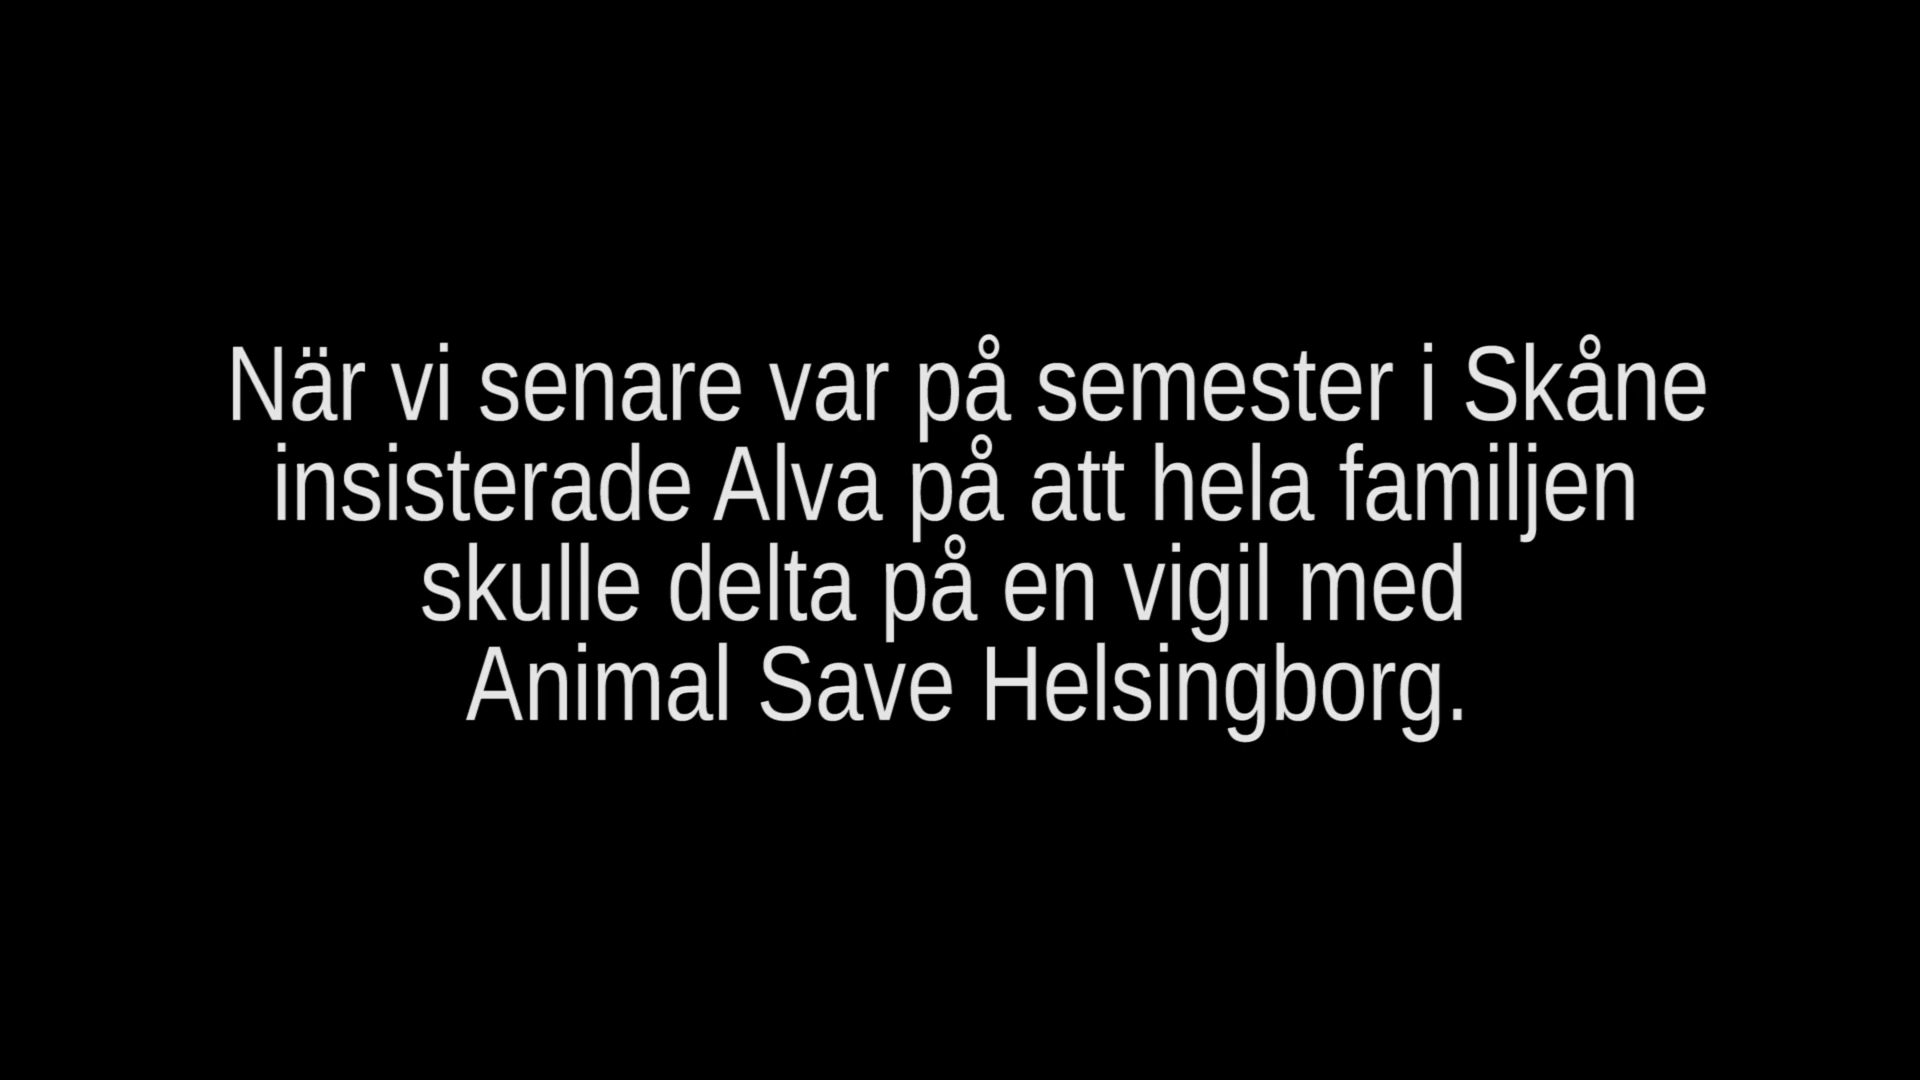 När vi senare var på semester i Skåne
insisterade Alva på att hela familjen
skulle delta på en vigil med
Animal Save Helsingborg.